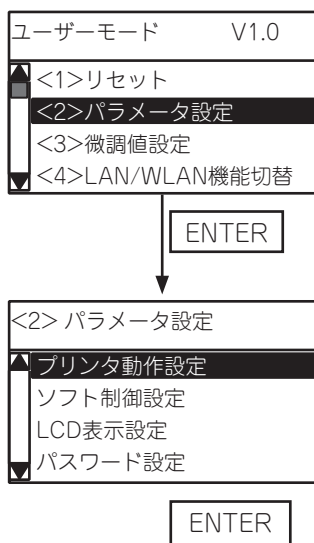 ユーザーモード V1.0
<1>リセット
<2>パラメータ設定
<3>微調値設定
<4>LAN/WLAN機能切替
ENTER
<2> パラメータ設定
プリンタ動作設定
ソフト制御設定
LCD表示設定
パスワード設定
ENTER